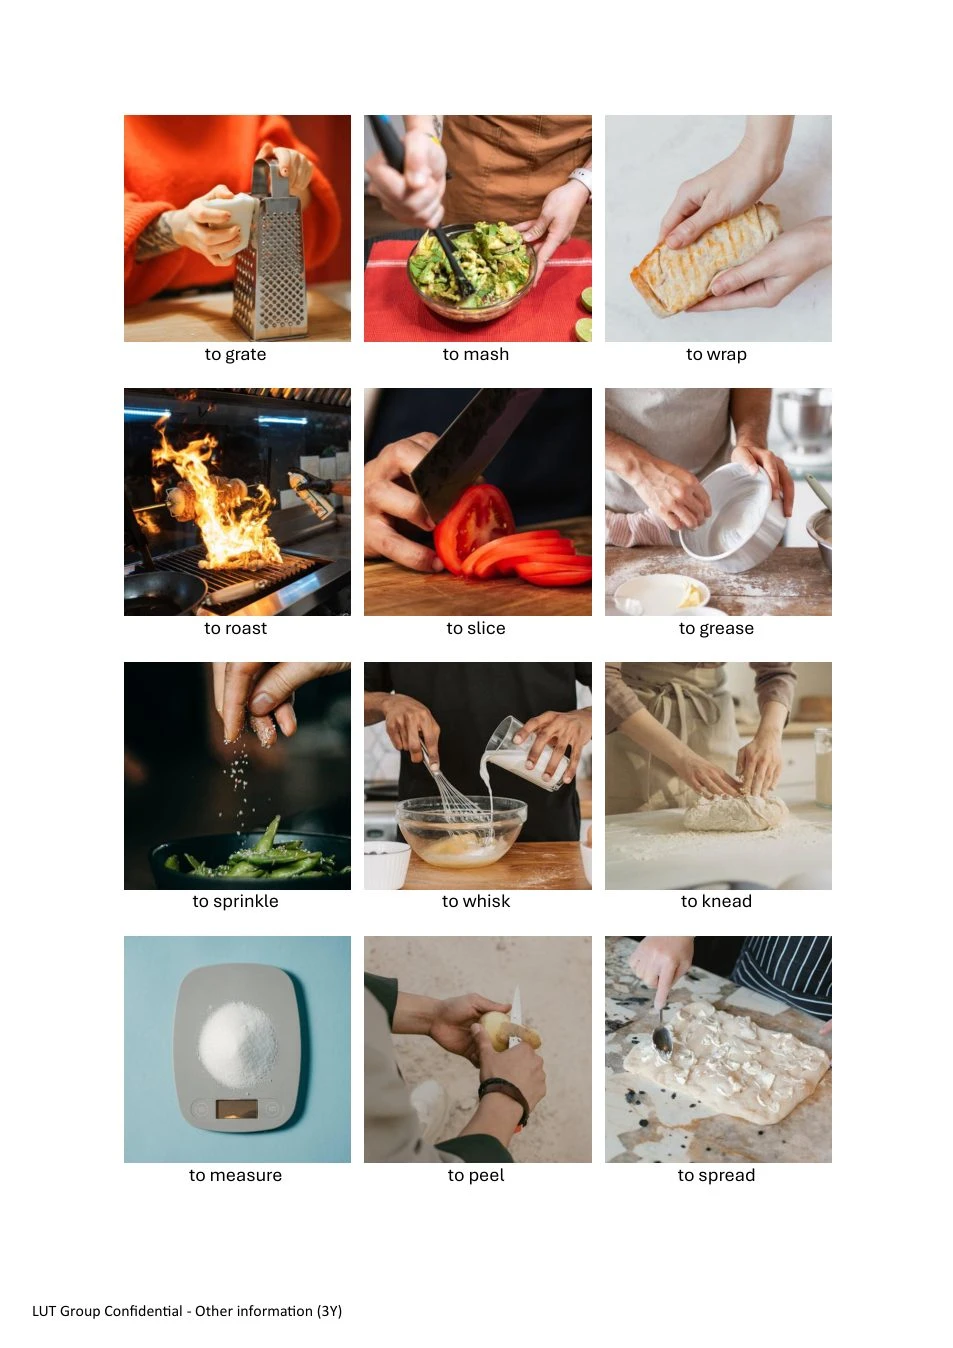 to grate
to mash
to wrap
to roast
to slice
to grease
to sprinkle
to whisk
to knead
to measure
to peel
to spread
LUT Group Confidential - Other information (3Y)